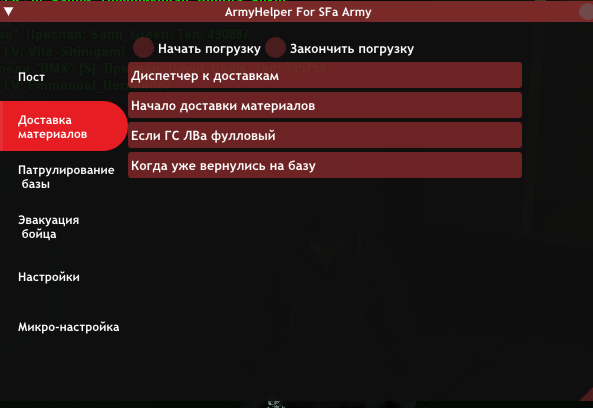 ArmyHelper For SFa Army
Начать погрузку Закончить погрузку
Пост
Диспетчер к доставкам
Доставка
материалов
Начало доставки материалов
Если ГС ЛВа фулловый
Патрулирование
базы
Когда уже вернулись на базу
Эвакуация
бойца
Настройки
Микро-настройка